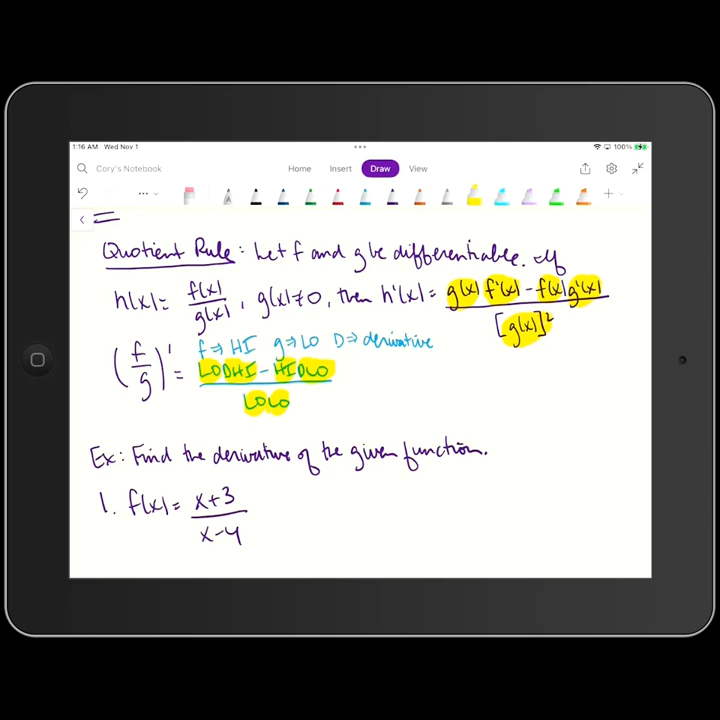 1:16 AM Wed Nov 1
100%
Cory's Notebook Home Insert Draw View
Quotient Rule: Let f and g be differentiable. If
h(x) = f(x)/g(x), g(x) ≠ 0, then h'(x) = g(x) f'(x) - f(x) g'(x) / [g(x)]²
f ⇒ HI g ⇒ LO D ⇒ derivative
(f/g)' = LODHI - HIDLO / LOLO
Ex: Find the derivative of the given function.
1. f(x) = x+3 / x-4